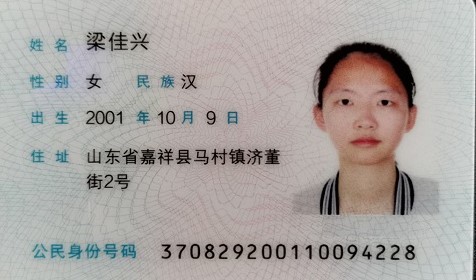 姓名 梁佳兴
性别 女 民族 汉
出生 2001 年 10 月 9 日
住址 山东省嘉祥县马村镇济董
街2号
公民身份号码 370829200110094228